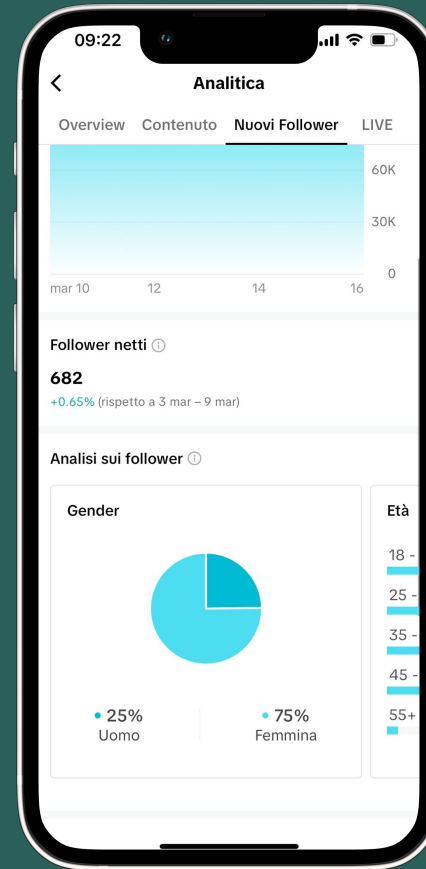 09:22
Analitica
Overview Contenuto Nuovi Follower LIVE
60K
30K
0
mar 10 12 14 16
Follower netti
682
+0.65% (rispetto a 3 mar – 9 mar)
Analisi sui follower
Gender
Età
18 -
25 -
35 -
45 -
55+
• 25% • 75%
Uomo Femmina